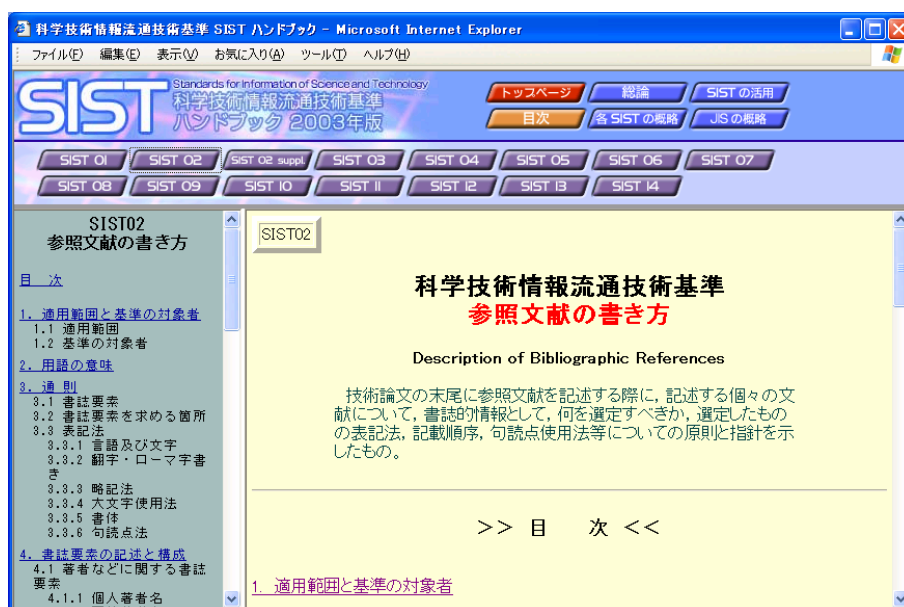 科学技術情報流通技術基準 SIST ハンドブック - Microsoft Internet Explorer
ファイル(F) 編集(E) 表示(V) お気に入り(A) ツール(T) ヘルプ(H)
SIST
Standards for Information of Science and Technology
科学技術情報流通技術基準
ハンドブック 2003年版
トップページ 総論 SIST の活用
目次 各 SIST の概略 JIS の概略
SIST 01 SIST 02 SIST 02 suppl. SIST 03 SIST 04 SIST 05 SIST 06 SIST 07
SIST 08 SIST 09 SIST 10 SIST 11 SIST 12 SIST 13 SIST 14
SIST02
参照文献の書き方
目 次
1. 適用範囲と基準の対象者
1.1 適用範囲
1.2 基準の対象者
2. 用語の意味
3. 通 則
3.1 書誌要素
3.2 書誌要素を求める箇所
3.3 表記法
3.3.1 言語及び文字
3.3.2 翻字・ローマ字書
き
3.3.3 略記法
3.3.4 大文字使用法
3.3.5 書体
3.3.6 句読点法
4. 書誌要素の記述と構成
4.1 著者などに関する書誌
要素
4.1.1 個人著者名
SIST02
科学技術情報流通技術基準
参照文献の書き方
Description of Bibliographic References
技術論文の末尾に参照文献を記述する際に, 記述する個々の文
献について, 書誌的情報として, 何を選定すべきか, 選定したもの
の表記法, 記載順序, 句読点使用法等についての原則と指針を示
したもの。
>> 目 次 <<
1. 適用範囲と基準の対象者